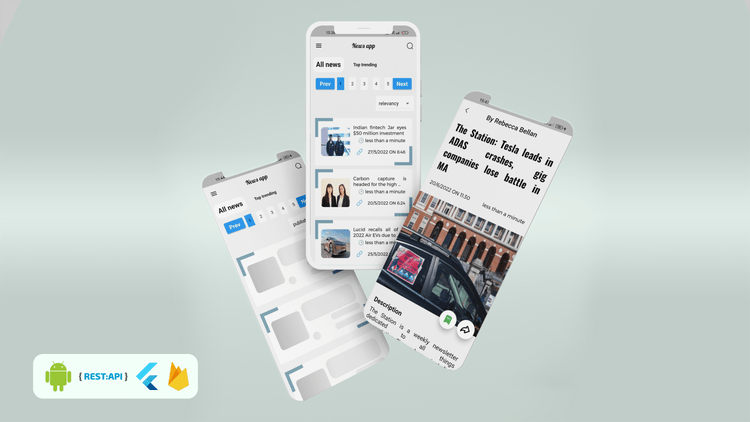 News app
All news
Top trending
Prev
1
2
3
4
5
Next
relevancy
Indian fintech Jar eyes
$50 million investment
less than a minute
27/5/2022 ON 8:48
Carbon capture is
headed for the high ..
less than a minute
20/5/2022 ON 6:24
Lucid recalls all of
2022 Air EVs due to
less than a
25/5/2022
News app
All news
Top trending
Prev
1
2
3
4
5
By Rebecca Bellan
The Station: Tesla leads in
ADAS crashes, gig
companies lose battle in
MA
20/6/2022 ON 11:30
less than a minute
Description
The Station is a weekly newsletter
dedicated to all things
{ REST:API }